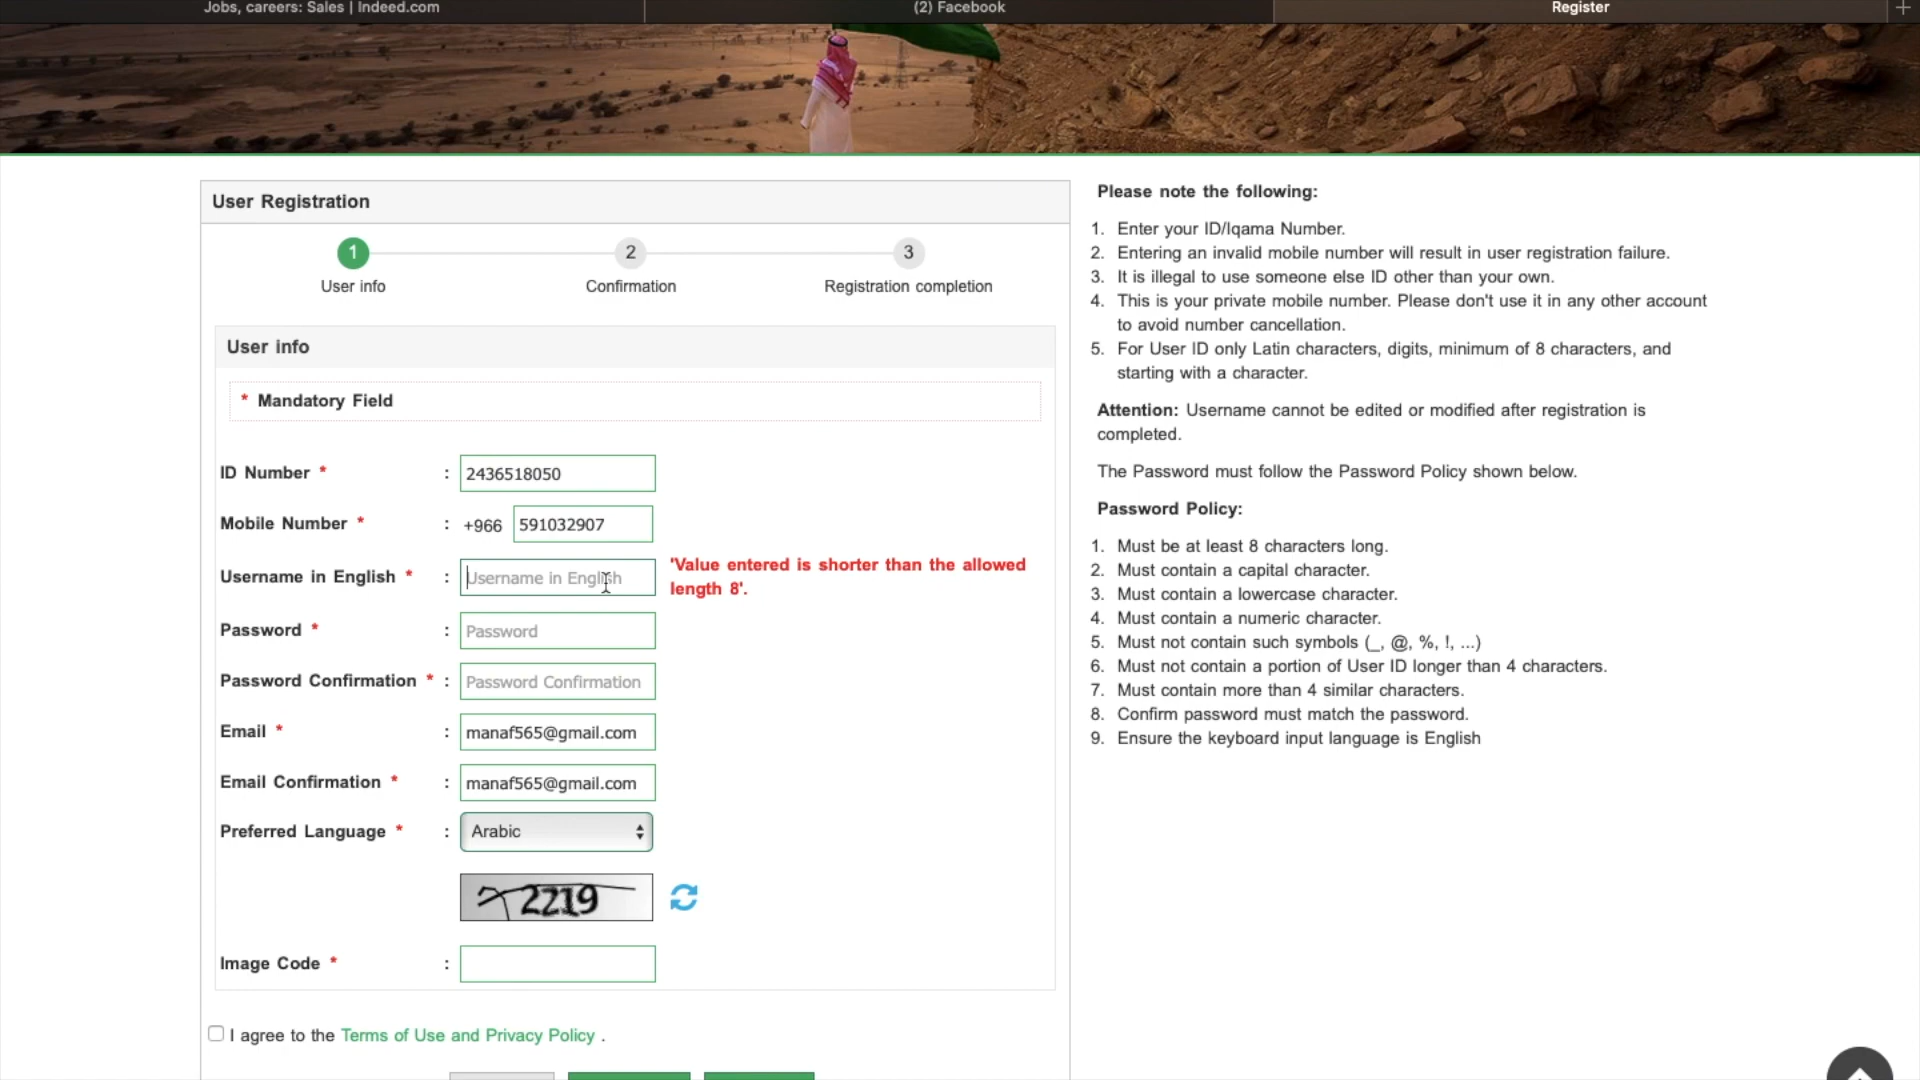 Jobs, careers: Sales | Indeed.com
(2) Facebook
Register
User Registration
1
2
3
User info
Confirmation
Registration completion
User info
* Mandatory Field
ID Number * : 2436518050
Mobile Number * : +966 591032907
Username in English * : Username in English
'Value entered is shorter than the allowed
length 8'.
Password * : Password
Password Confirmation * : Password Confirmation
Email * : manaf565@gmail.com
Email Confirmation * : manaf565@gmail.com
Preferred Language * : Arabic
2219
Image Code * :
I agree to the Terms of Use and Privacy Policy .
Please note the following:
1. Enter your ID/Iqama Number.
2. Entering an invalid mobile number will result in user registration failure.
3. It is illegal to use someone else ID other than your own.
4. This is your private mobile number. Please don't use it in any other account
to avoid number cancellation.
5. For User ID only Latin characters, digits, minimum of 8 characters, and
starting with a character.
Attention: Username cannot be edited or modified after registration is
completed.
The Password must follow the Password Policy shown below.
Password Policy:
1. Must be at least 8 characters long.
2. Must contain a capital character.
3. Must contain a lowercase character.
4. Must contain a numeric character.
5. Must not contain such symbols (_, @, %, !, ...)
6. Must not contain a portion of User ID longer than 4 characters.
7. Must contain more than 4 similar characters.
8. Confirm password must match the password.
9. Ensure the keyboard input language is English